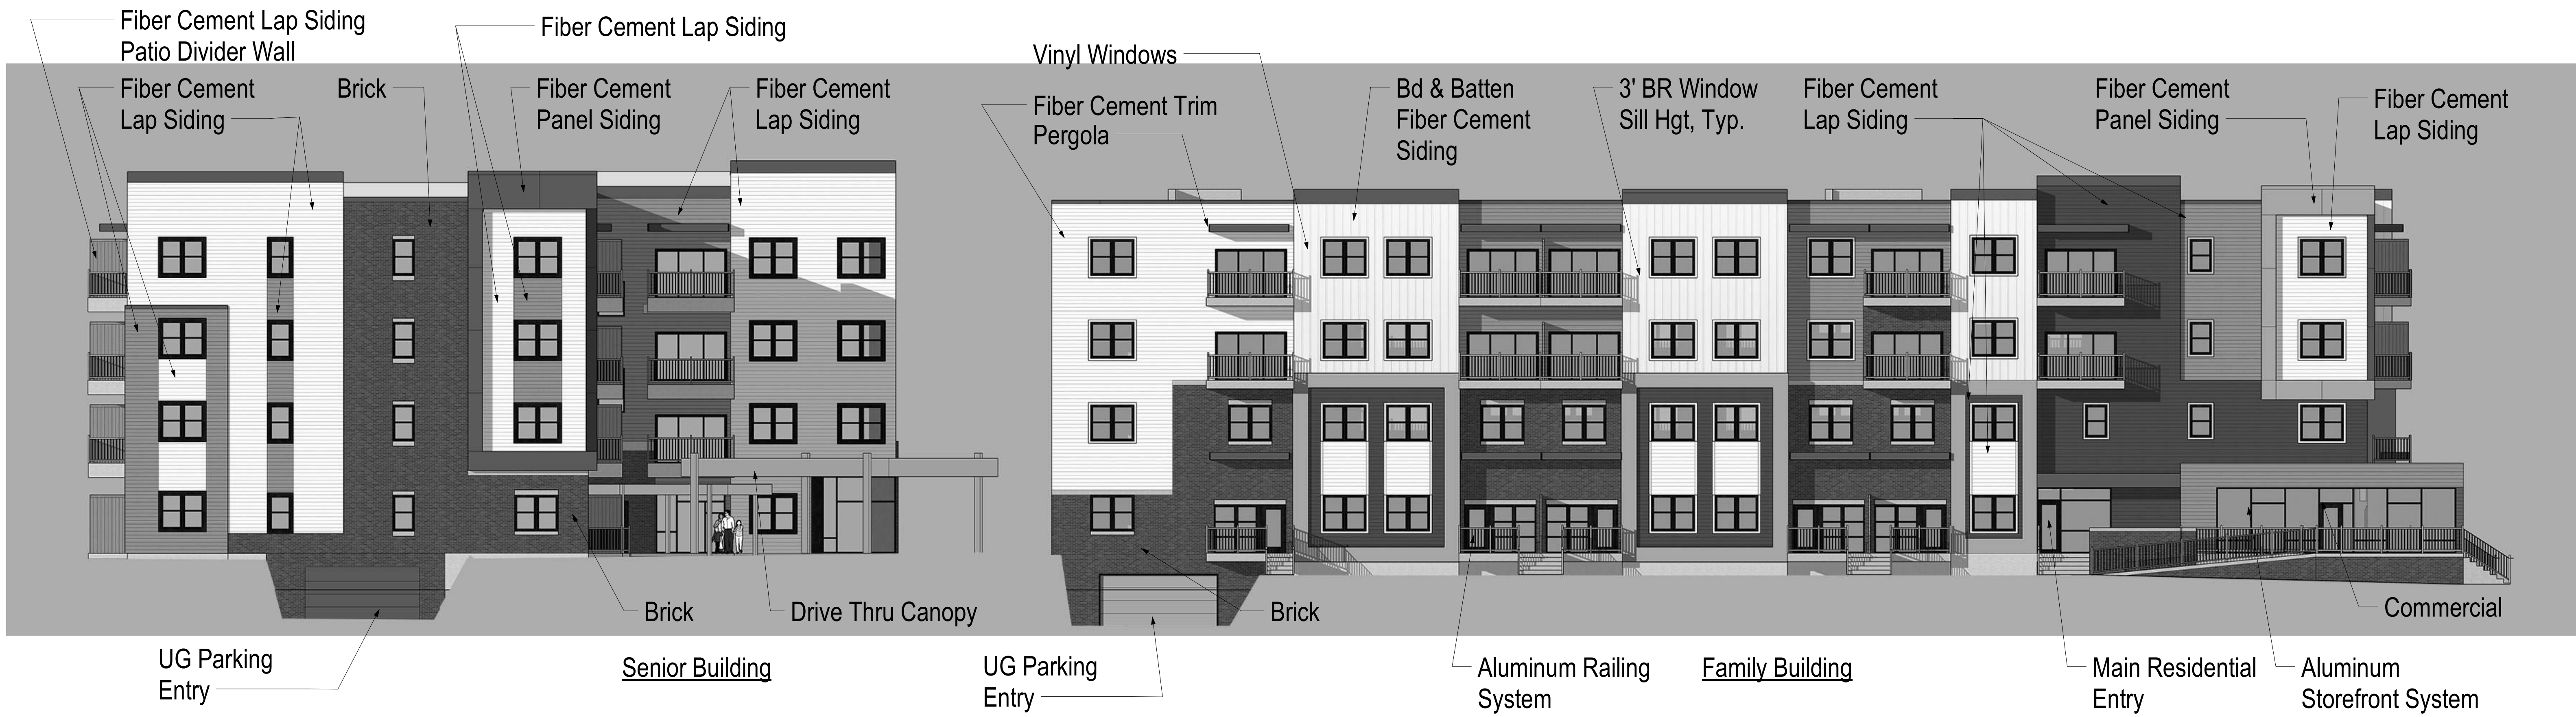 Fiber Cement Lap Siding
Patio Divider Wall
Fiber Cement
Lap Siding
Brick
Fiber Cement Lap Siding
Fiber Cement
Panel Siding
Fiber Cement
Lap Siding
Vinyl Windows
Fiber Cement Trim
Pergola
Bd & Batten
Fiber Cement
Siding
3' BR Window
Sill Hgt, Typ.
Fiber Cement
Lap Siding
Fiber Cement
Panel Siding
Fiber Cement
Lap Siding
UG Parking
Entry
Brick
Drive Thru Canopy
Senior Building
UG Parking
Entry
Brick
Aluminum Railing
System
Family Building
Main Residential
Entry
Commercial
Aluminum
Storefront System